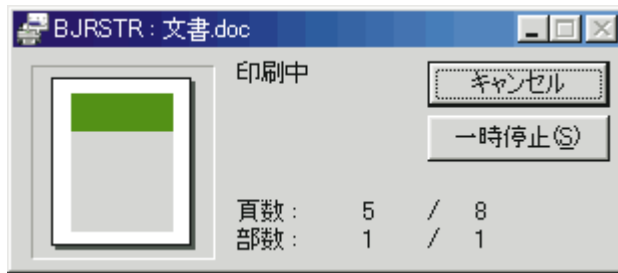 BJRSTR : 文書.doc
印刷中
キャンセル
一時停止(S)
頁数 : 5 / 8
部数 : 1 / 1